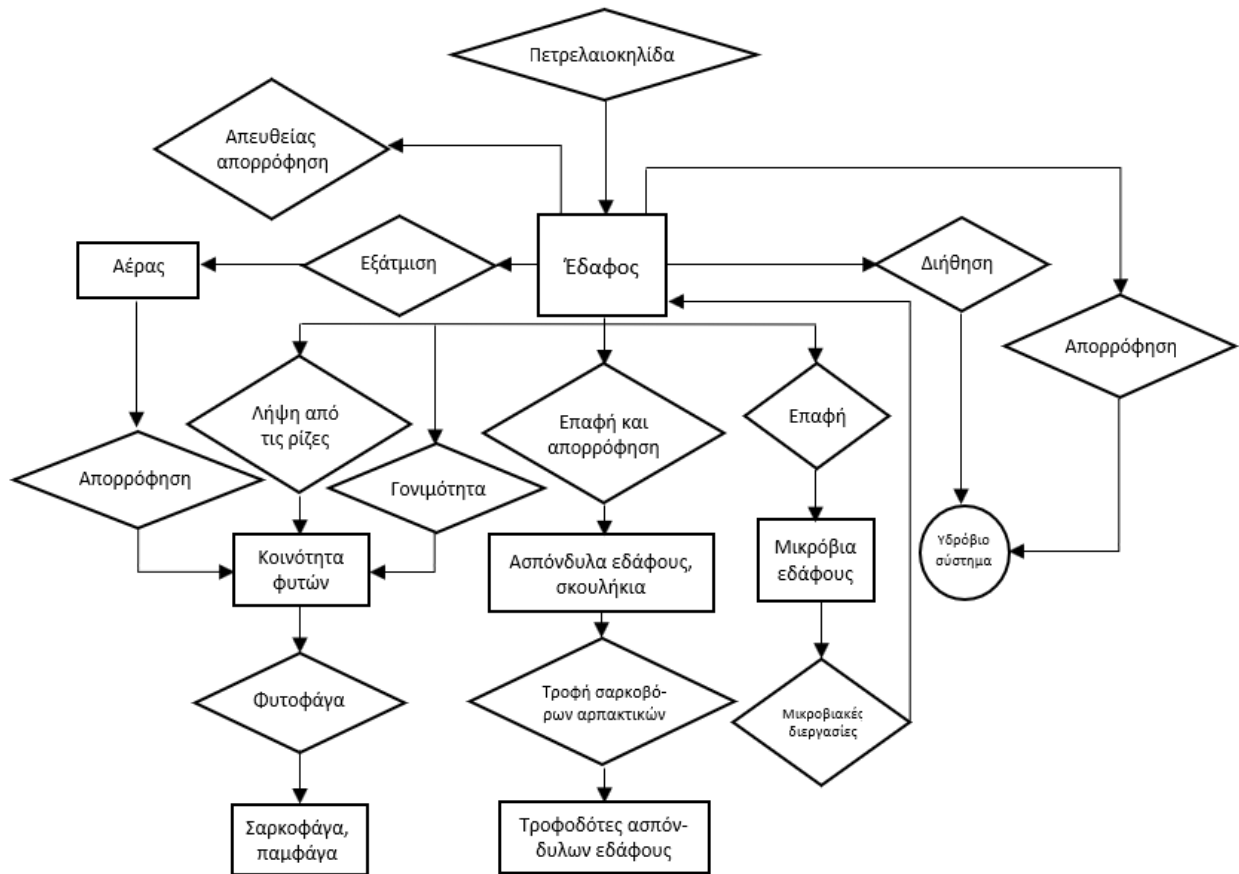 Πετρελαιοκηλίδα
Απευθείας
απορρόφηση
Αέρας
Εξάτμιση
Έδαφος
Διήθηση
Απορρόφηση
Λήψη από
τις ρίζες
Επαφή και
απορρόφηση
Επαφή
Απορρόφηση
Γονιμότητα
Κοινότητα
φυτών
Ασπόνδυλα εδάφους,
σκουλήκια
Μικρόβια
εδάφους
Υδρόβιο
σύστημα
Φυτοφάγα
Τροφή σαρκοβό-
ρων αρπακτικών
Μικροβιακές
διεργασίες
Σαρκοφάγα,
παμφάγα
Τροφοδότες ασπόν-
δυλων εδάφους